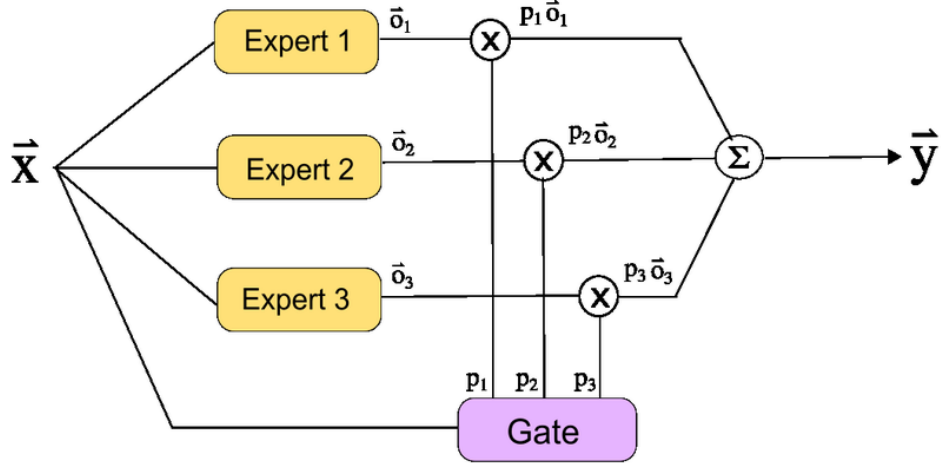 Expert 1
o⃗₁
x
p₁o⃗₁
x⃗
Expert 2
o⃗₂
x
p₂o⃗₂
Σ
y⃗
Expert 3
o⃗₃
x
p₃o⃗₃
p₁
p₂
p₃
Gate